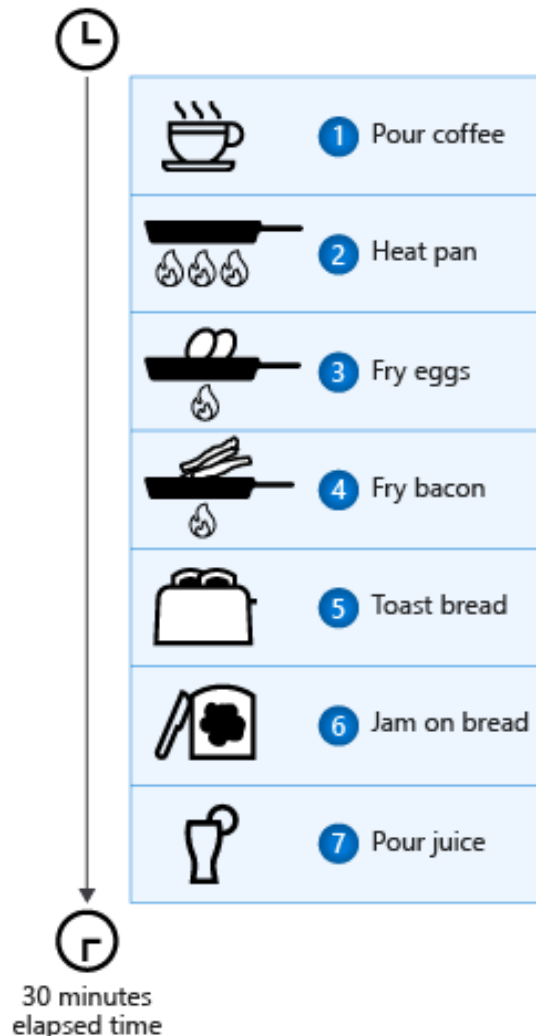 1 Pour coffee
2 Heat pan
3 Fry eggs
4 Fry bacon
5 Toast bread
6 Jam on bread
7 Pour juice
30 minutes
elapsed time